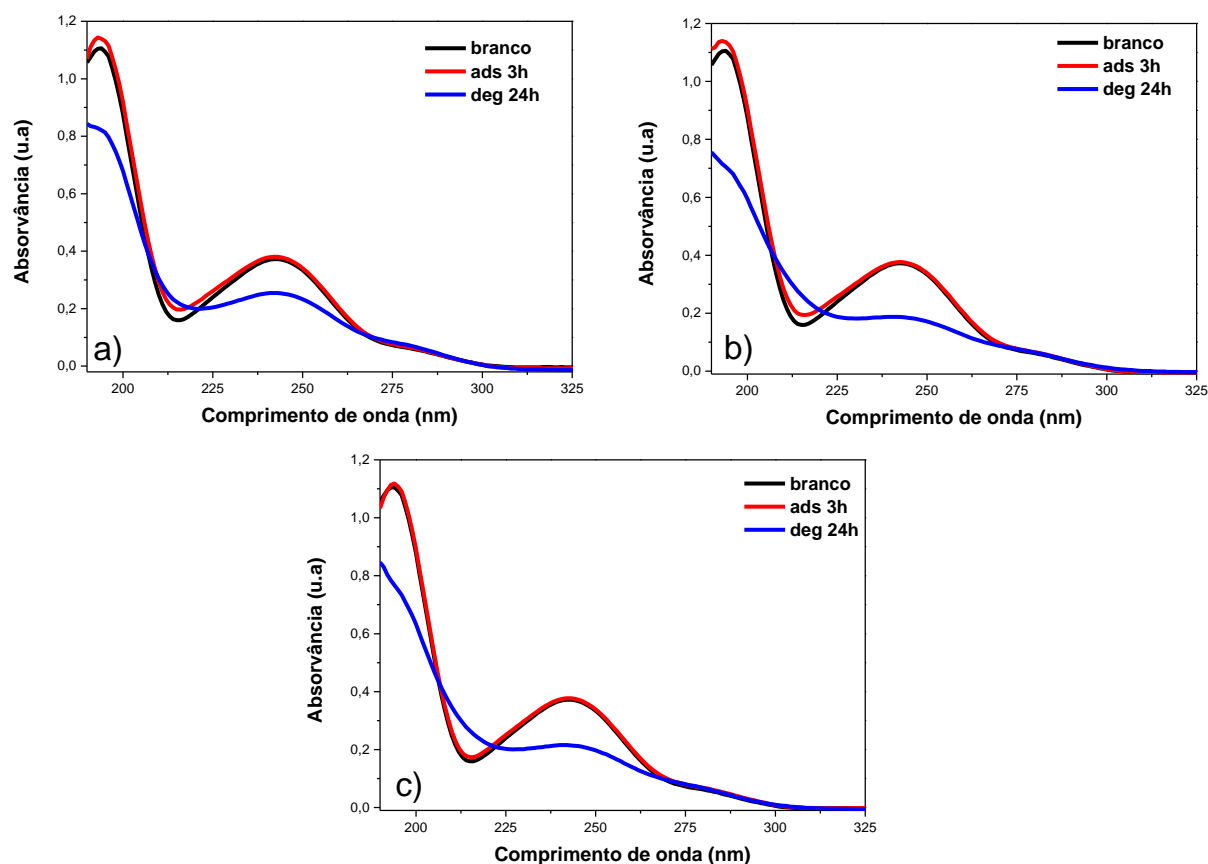 1,2
1,0
0,8
0,6
0,4
0,2
0,0
Absorvância (u.a)
branco
ads 3h
deg 24h
a)
200 225 250 275 300 325
Comprimento de onda (nm)
1,2
1,0
0,8
0,6
0,4
0,2
0,0
Absorvância (u.a)
branco
ads 3h
deg 24h
b)
200 225 250 275 300 325
Comprimento de onda (nm)
1,2
1,0
0,8
0,6
0,4
0,2
0,0
Absorvância (u.a)
branco
ads 3h
deg 24h
c)
200 225 250 275 300 325
Comprimento de onda (nm)